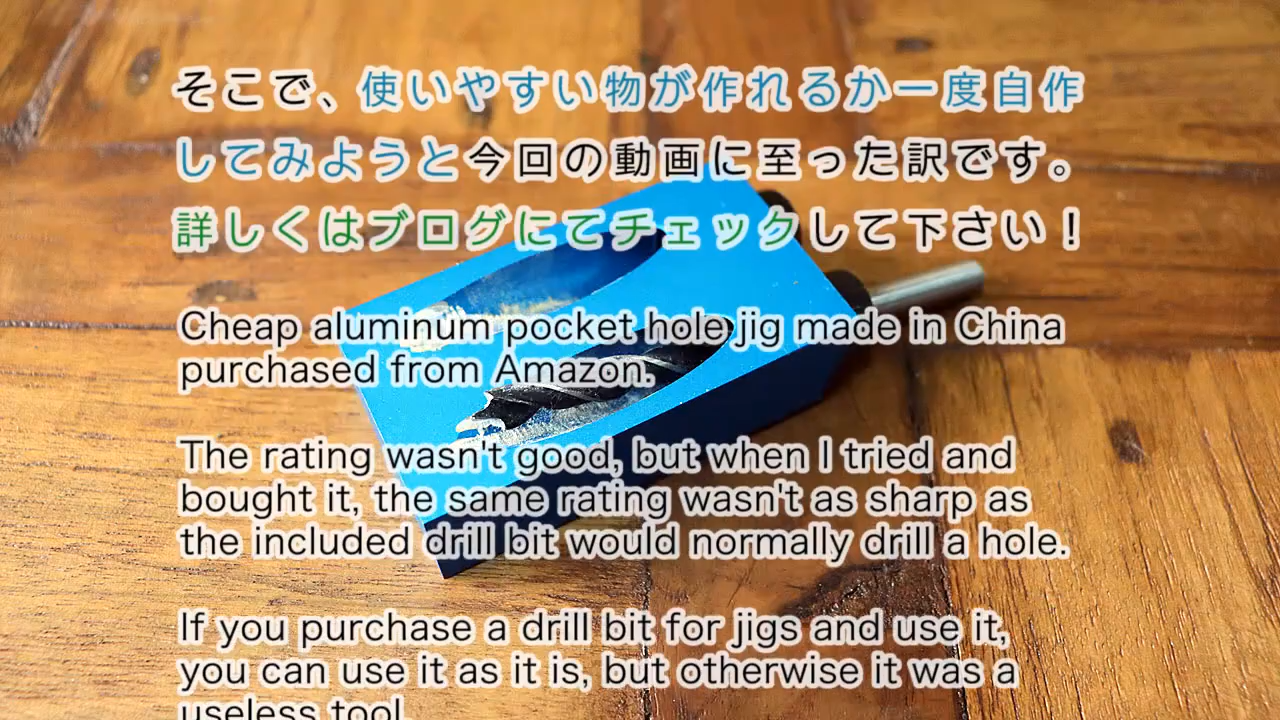 そこで、使いやすい物が作れるか一度自作
してみようと今回の動画に至った訳です。
詳しくはブログにてチェックして下さい！
Cheap aluminum pocket hole jig made in China
purchased from Amazon.
The rating wasn't good, but when I tried and
bought it, the same rating wasn't as sharp as
the included drill bit would normally drill a hole.
If you purchase a drill bit for jigs and use it,
you can use it as it is, but otherwise it was a
useless tool.